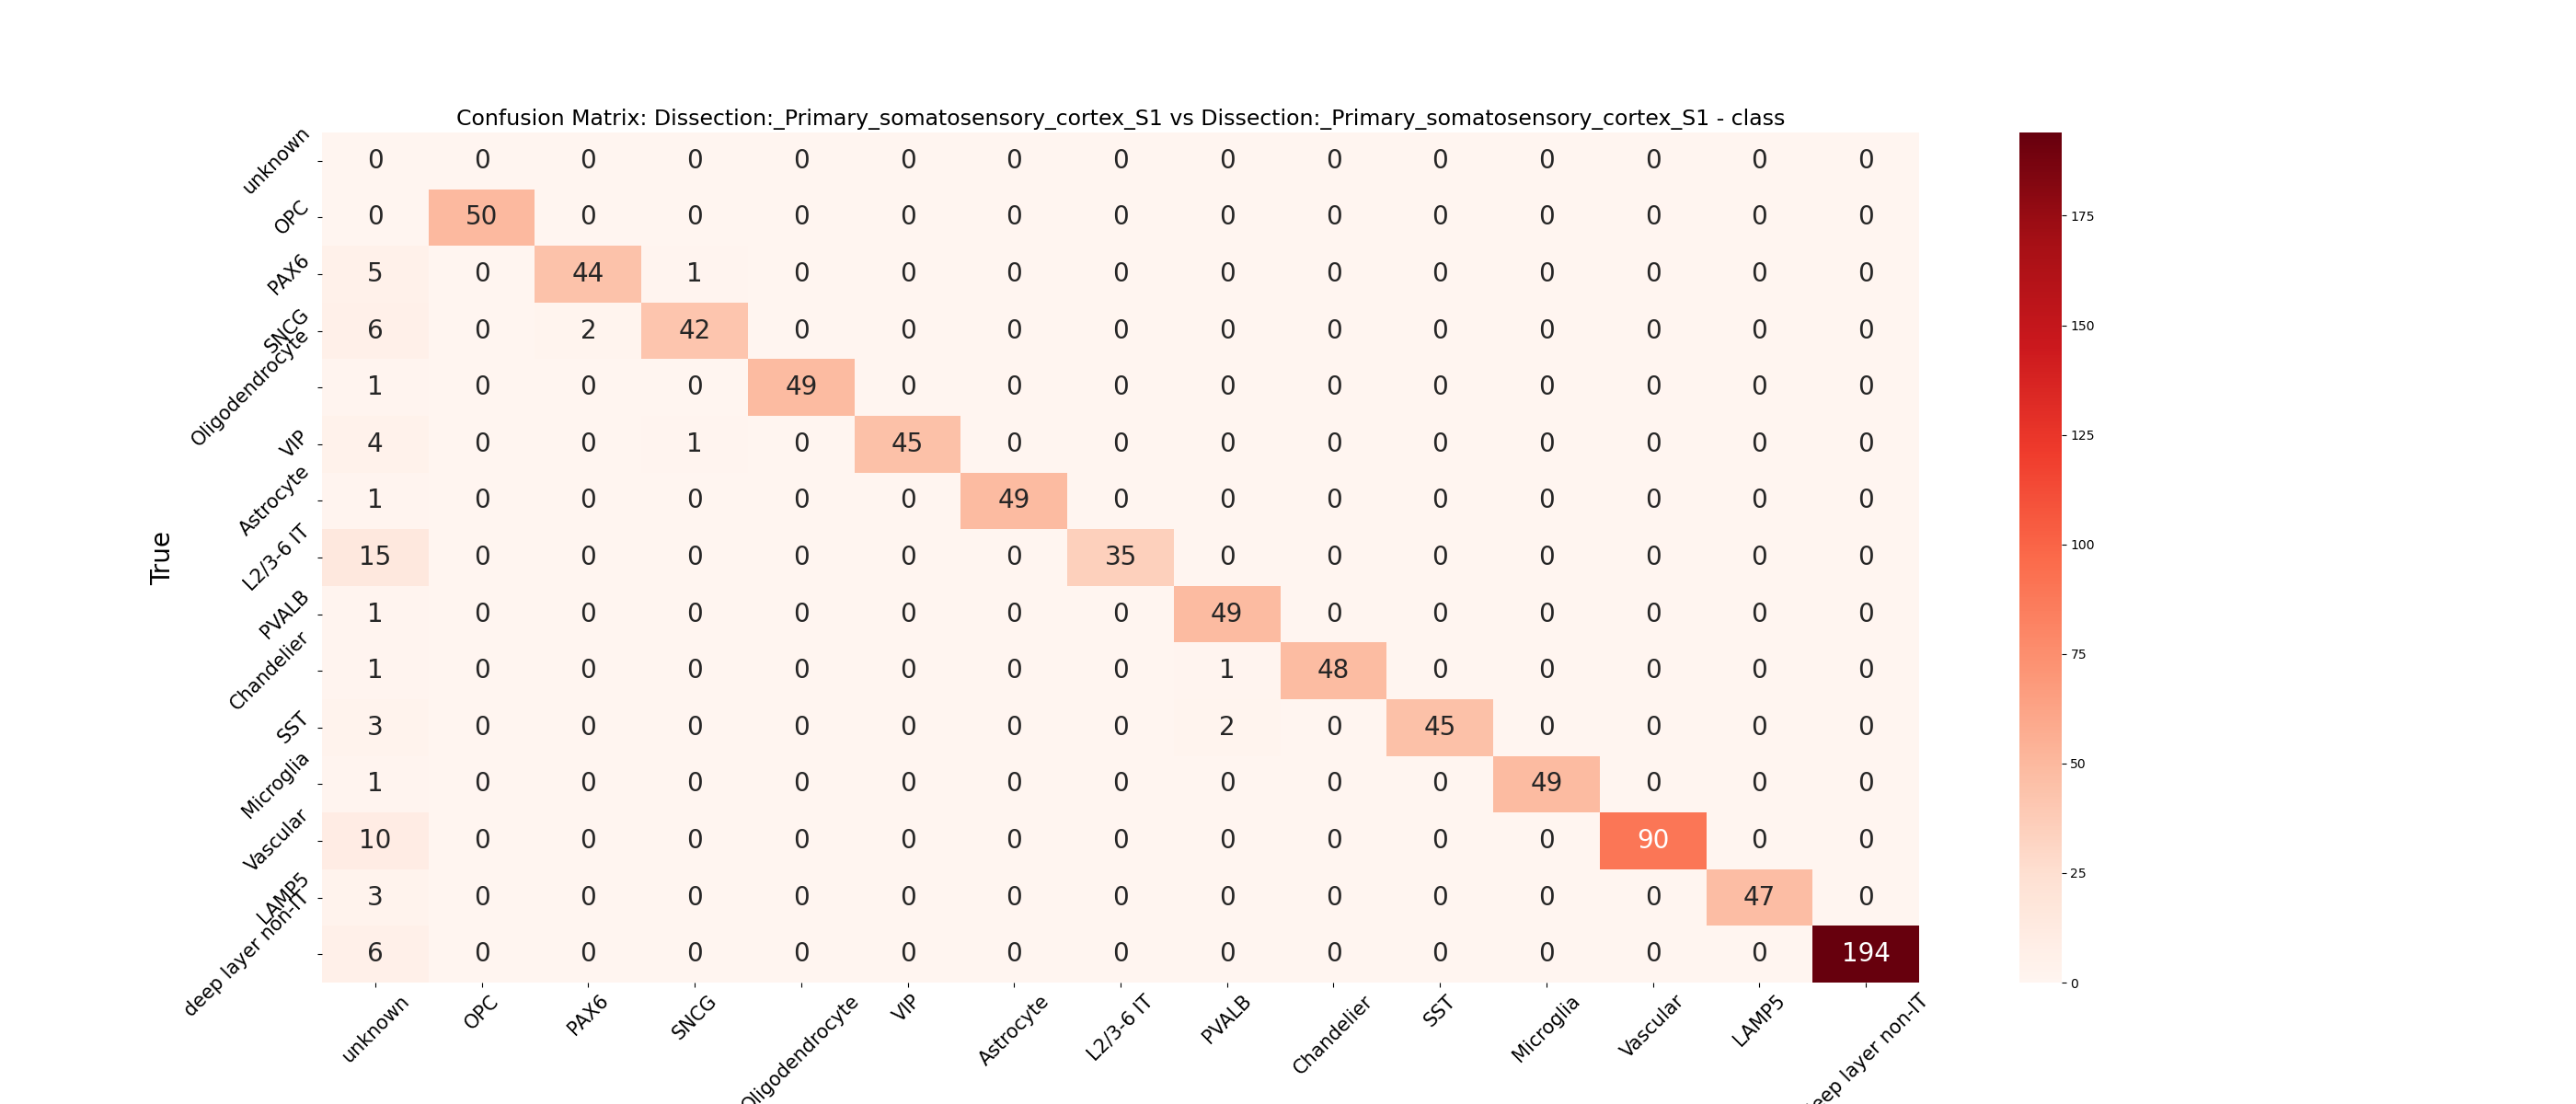 Confusion Matrix: Dissection:_Primary_somatosensory_cortex_S1 vs Dissection:_Primary_somatosensory_cortex_S1 - class
True
unknown 0 0 0 0 0 0 0 0 0 0 0 0 0 0 0
OPC 0 50 0 0 0 0 0 0 0 0 0 0 0 0 0
PAX6 5 0 44 1 0 0 0 0 0 0 0 0 0 0 0
SNCG 6 0 2 42 0 0 0 0 0 0 0 0 0 0 0
Oligodendrocyte 1 0 0 0 49 0 0 0 0 0 0 0 0 0 0
VIP 4 0 0 1 0 45 0 0 0 0 0 0 0 0 0
Astrocyte 1 0 0 0 0 0 49 0 0 0 0 0 0 0 0
L2/3-6 IT 15 0 0 0 0 0 0 35 0 0 0 0 0 0 0
PVALB 1 0 0 0 0 0 0 0 49 0 0 0 0 0 0
Chandelier 1 0 0 0 0 0 0 0 1 48 0 0 0 0 0
SST 3 0 0 0 0 0 0 0 2 0 45 0 0 0 0
Microglia 1 0 0 0 0 0 0 0 0 0 0 49 0 0 0
Vascular 10 0 0 0 0 0 0 0 0 0 0 0 90 0 0
LAMP5 3 0 0 0 0 0 0 0 0 0 0 0 0 47 0
deep layer non-IT 6 0 0 0 0 0 0 0 0 0 0 0 0 0 194
unknown OPC PAX6 SNCG Oligodendrocyte VIP Astrocyte L2/3-6 IT PVALB Chandelier SST Microglia Vascular LAMP5 eep layer non-IT
175
150
125
100
75
50
25
0